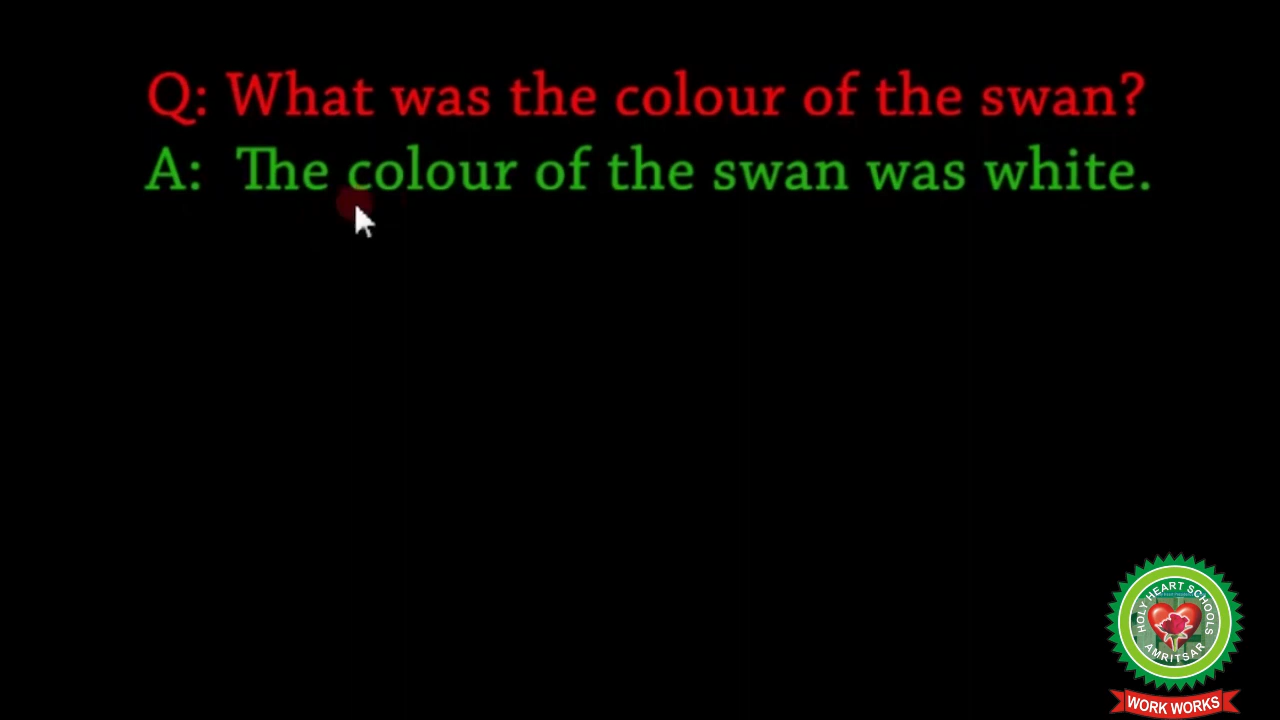 Q: What was the colour of the swan?
A: The colour of the swan was white.
HOLY HEART SCHOOLS
AMRITSAR
WORK WORKS